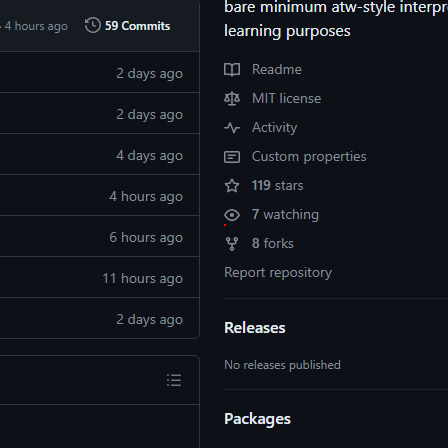 4 hours ago 59 Commits
2 days ago
2 days ago
4 days ago
4 hours ago
6 hours ago
11 hours ago
2 days ago
bare minimum atw-style interpr
learning purposes
Readme
MIT license
Activity
Custom properties
119 stars
7 watching
8 forks
Report repository
Releases
No releases published
Packages